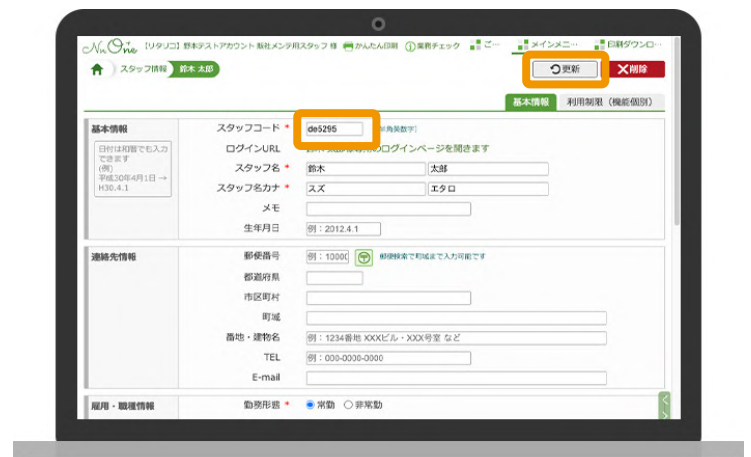 NuOne 【リタリコ】野本テストアカウント 販社メンテ用スタッフ 様 かんたん印刷 業務チェック ご… メインメニ… 印刷ダウンロ…
スタッフ情報 鈴木 太郎 更新 削除
基本情報 利用制限（機能個別）
基本情報 スタッフコード * de5295 角英数字]
日付は和暦でも入力
できます
(例)
平成30年4月1日 →
H30.4.1
ログインURL のログインページを開きます
スタッフ名 * 鈴木 太郎
スタッフ名カナ * スズ エタロ
メモ
生年月日 例：2012.4.1
連絡先情報 郵便番号 例：1000 郵便検索で町域まで入力可能です
都道府県
市区町村
町域
番地・建物名 例：1234番地 XXXビル・XXX号室 など
TEL 例：000-0000-0000
E-mail
雇用・職種情報 勤務形態 * 常勤 非常勤